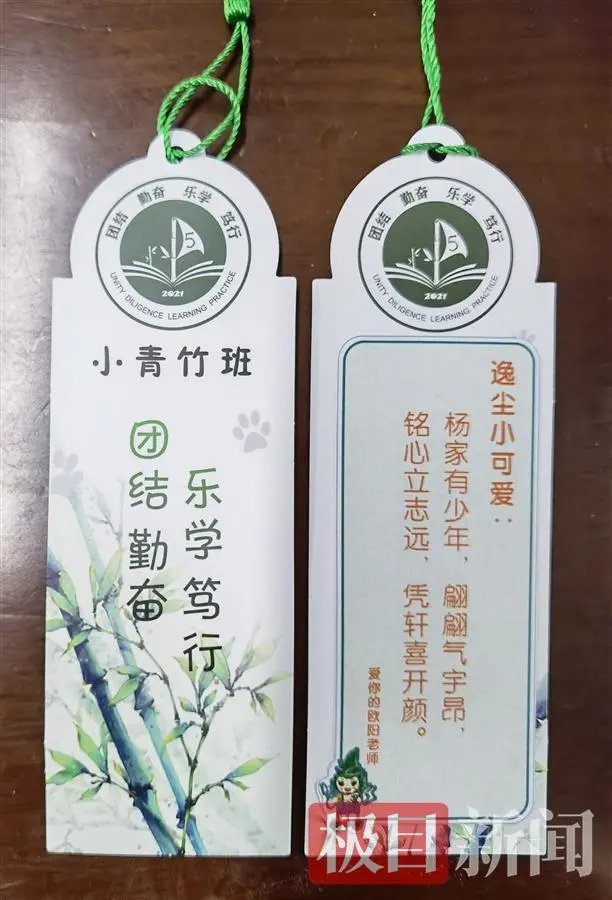 团结 勤奋 乐学 笃行
5
2021
UNITY DILIGENCE LEARNING PRACTICE
小青竹班
团结 勤奋
乐学笃行
团结 勤奋 乐学 笃行
5
2021
UNITY DILIGENCE LEARNING PRACTICE
逸尘小可爱：
杨家有少年，翩翩气宇昂，
铭心立志远，凭轩喜开颜。
爱你的欧阳老师
极目新闻